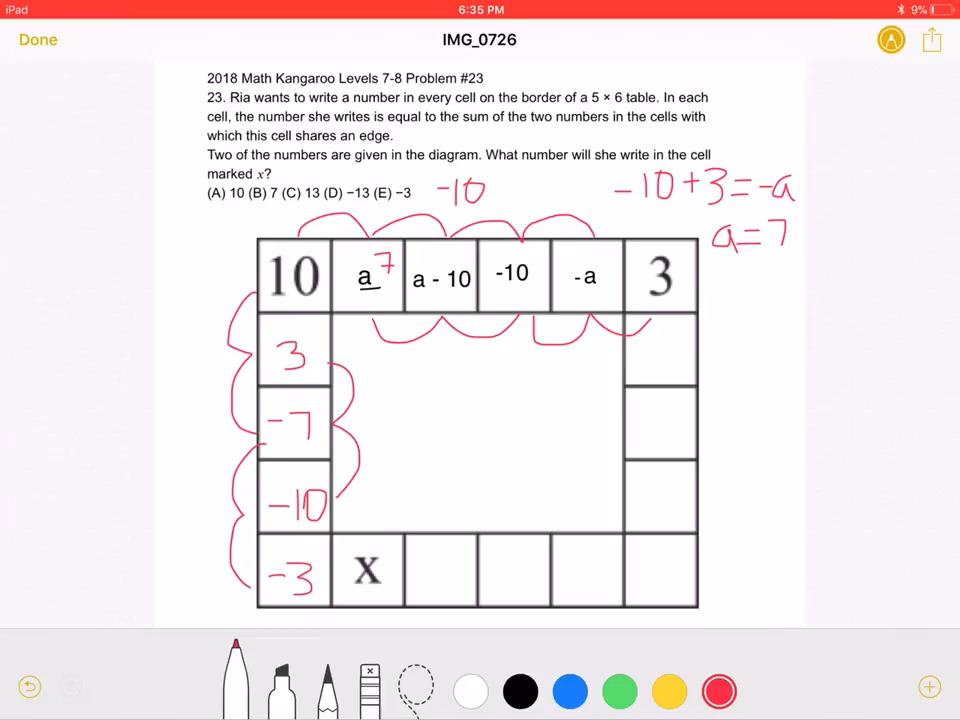 iPad 6:35 PM 9%
Done IMG_0726
2018 Math Kangaroo Levels 7-8 Problem #23
23. Ria wants to write a number in every cell on the border of a 5 × 6 table. In each
cell, the number she writes is equal to the sum of the two numbers in the cells with
which this cell shares an edge.
Two of the numbers are given in the diagram. What number will she write in the cell
marked x?
(A) 10 (B) 7 (C) 13 (D) −13 (E) −3
-10
-10+3=-a
a=7
10 a 7 a - 10 -10 -a 3
3
-7
-10
-3 x